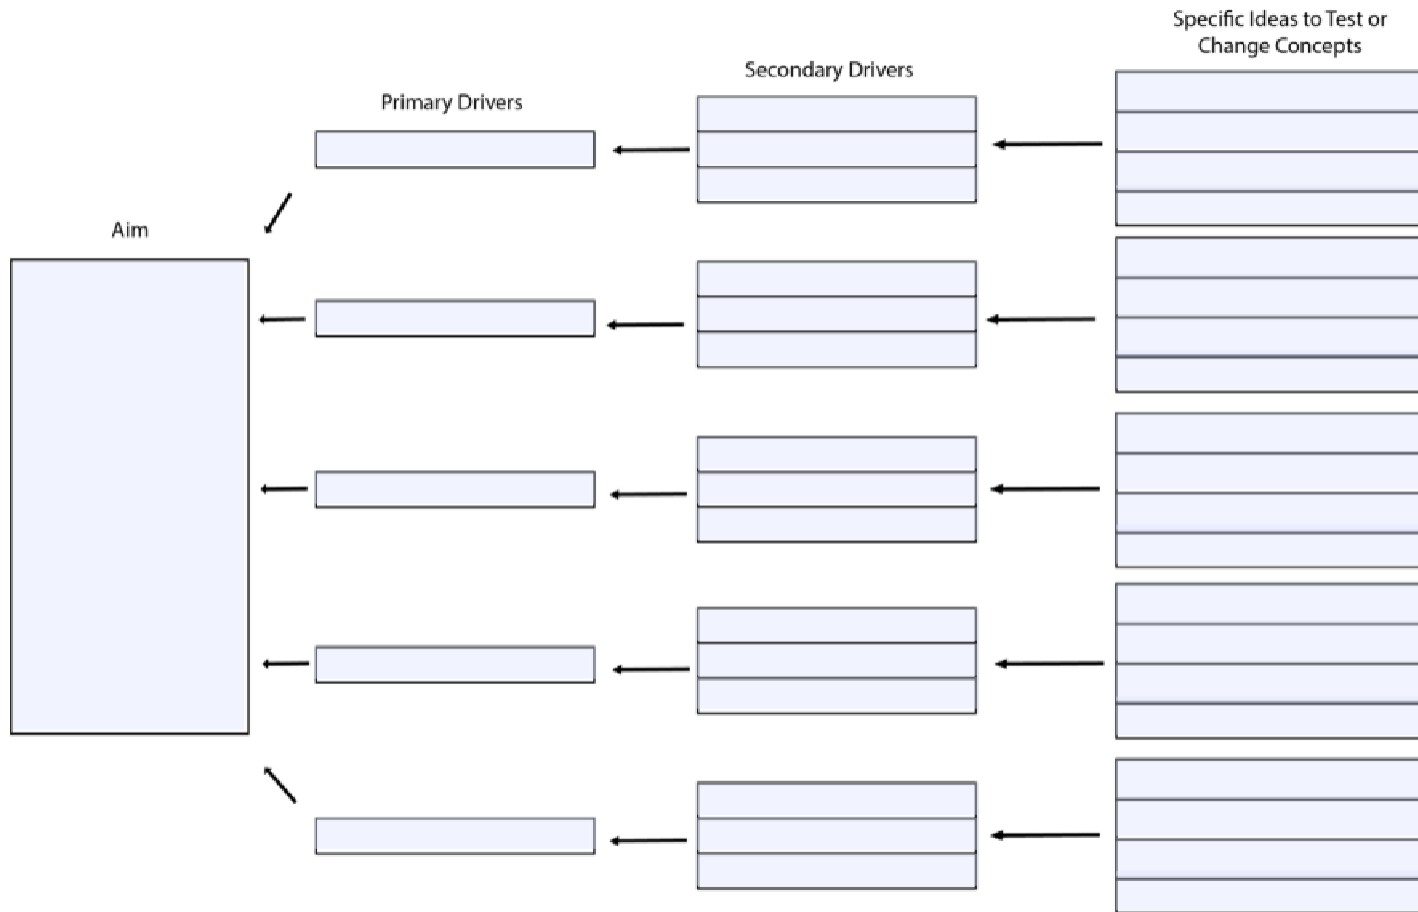 Specific Ideas to Test or
Change Concepts
Secondary Drivers
Primary Drivers
Aim